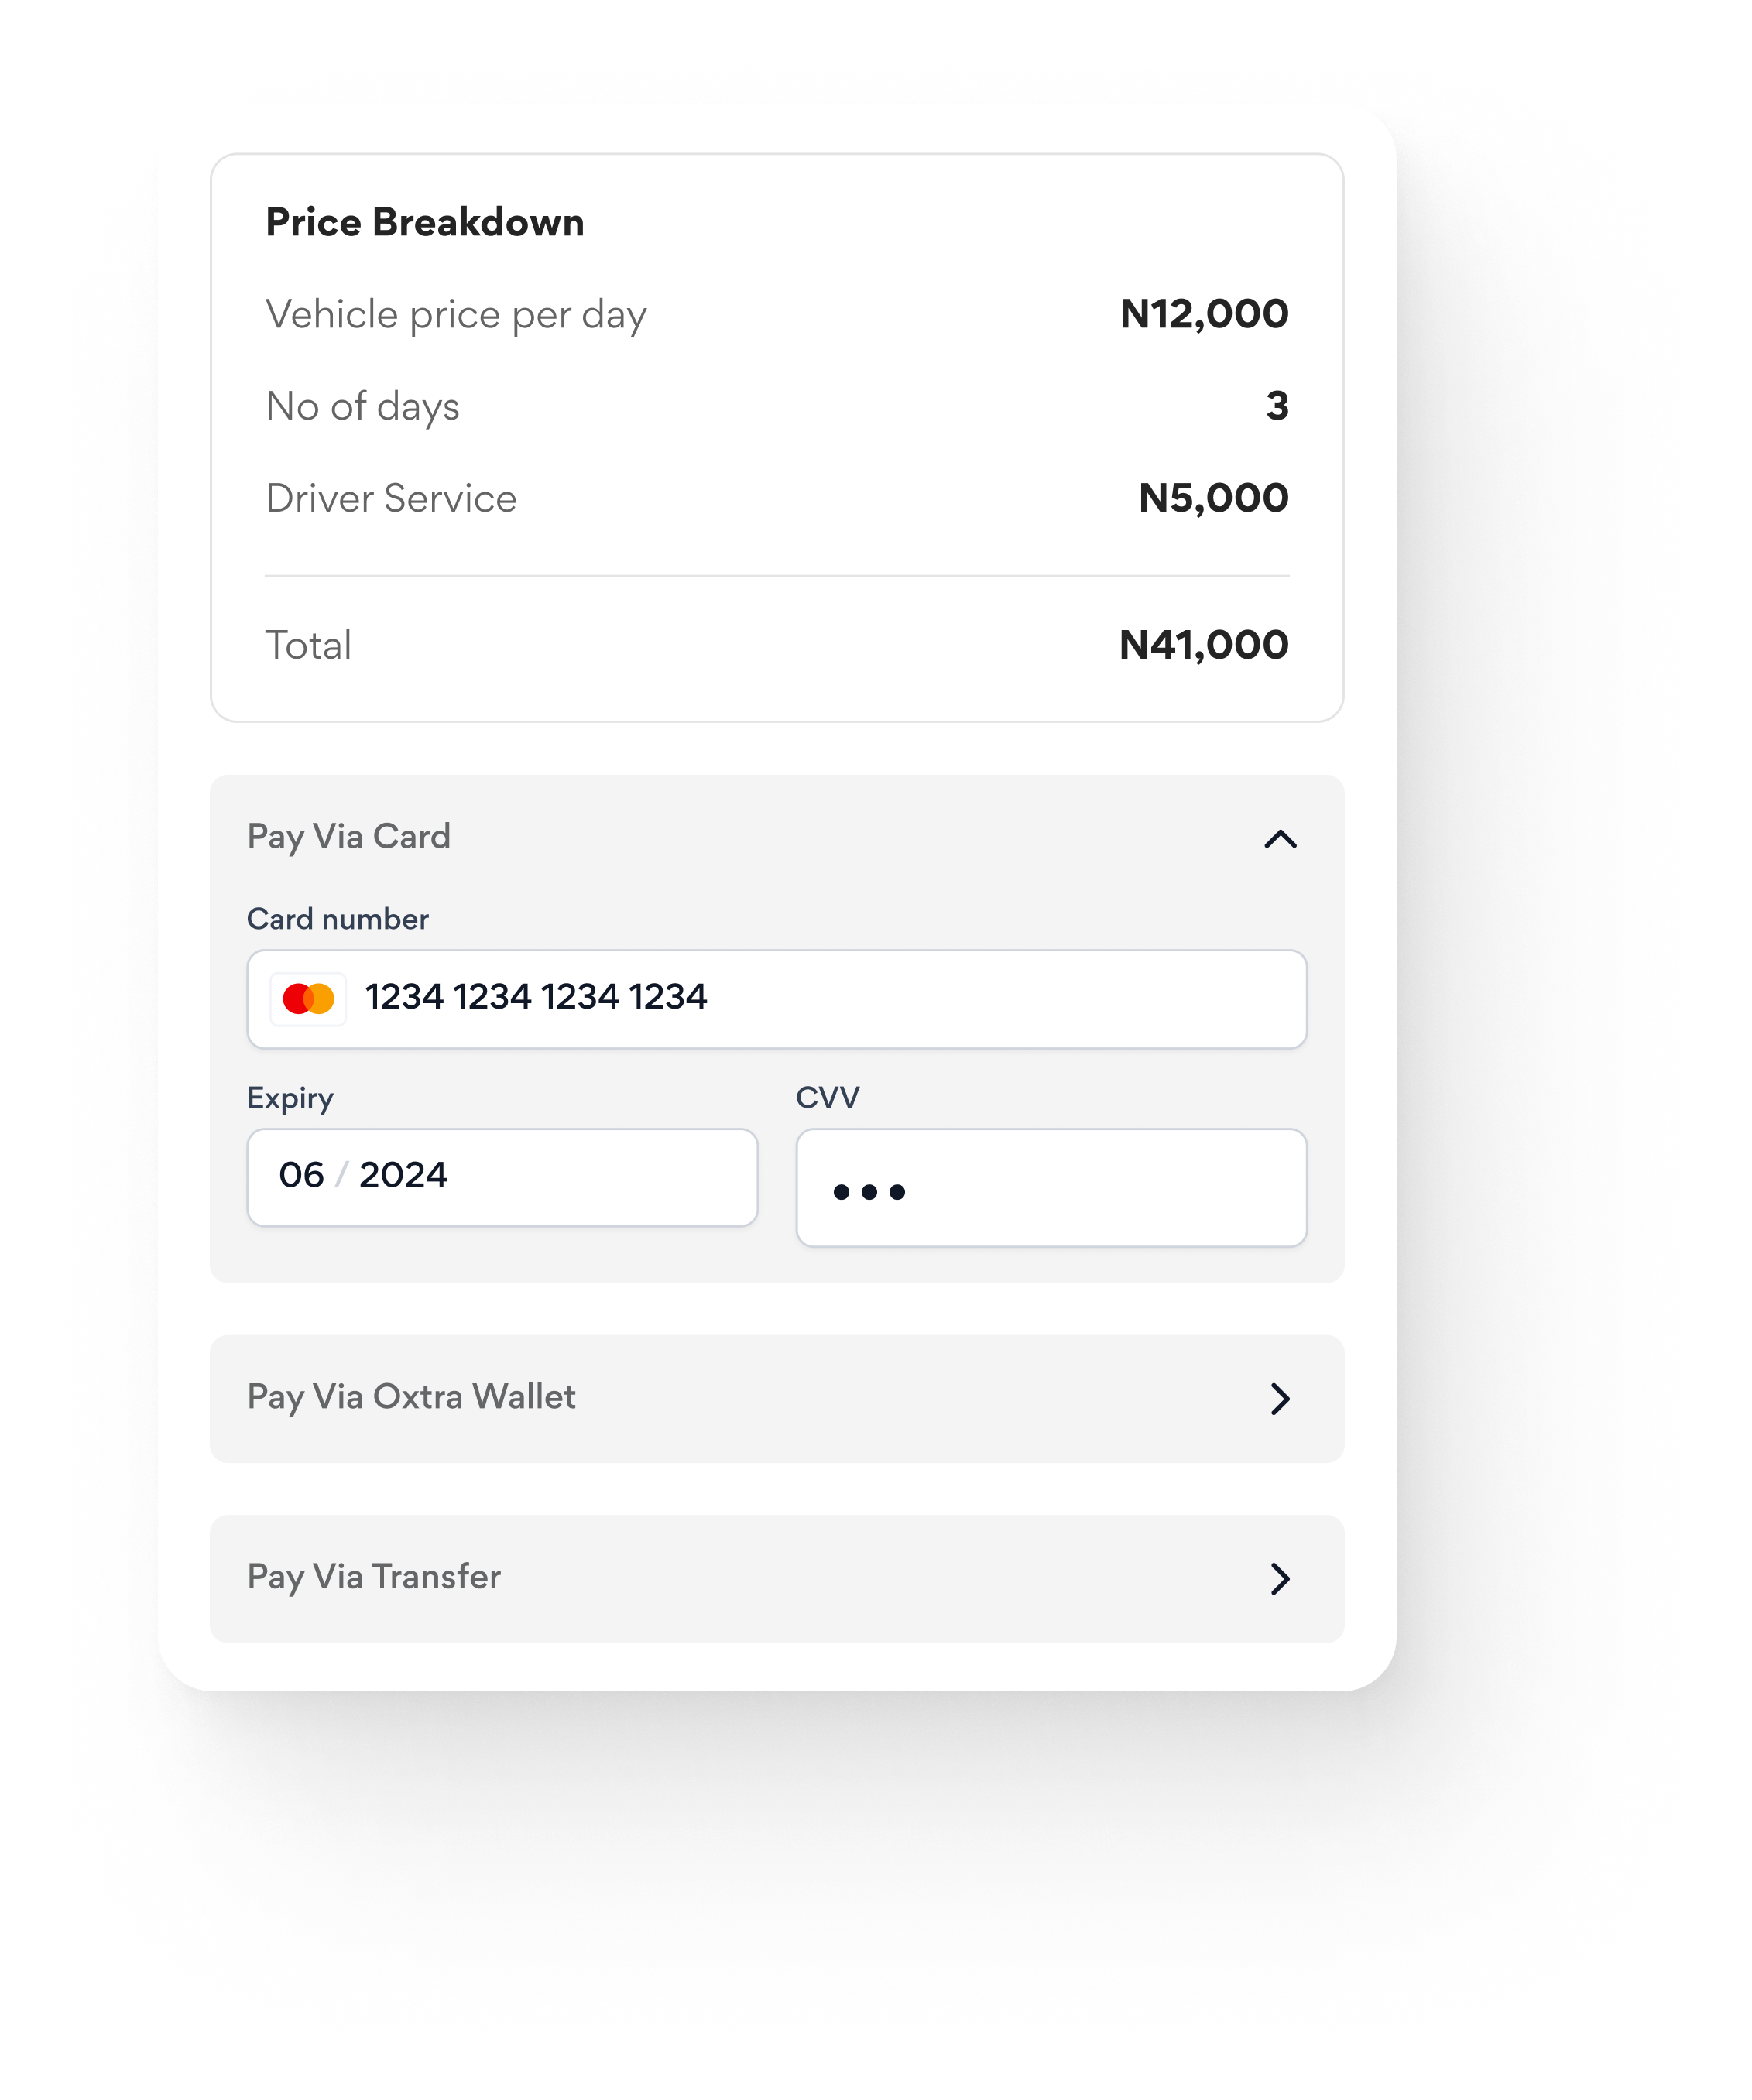 Price Breakdown
Vehicle price per day N12,000
No of days 3
Driver Service N5,000
Total N41,000
Pay Via Card
Card number
1234 1234 1234 1234
Expiry CVV
06 / 2024 •••
Pay Via Oxtra Wallet
Pay Via Transfer